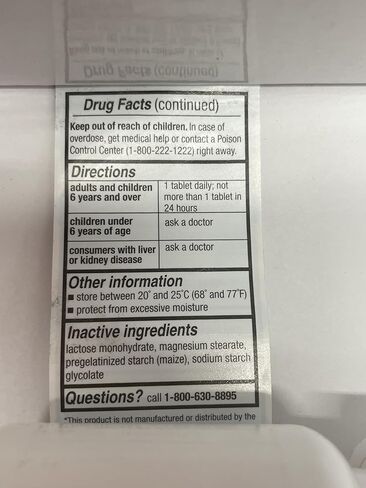 Drug Facts (continued)
Drug Facts (continued)
Keep out of reach of children. In case of
overdose, get medical help or contact a Poison
Control Center (1-800-222-1222) right away.
Directions
adults and children
6 years and over
1 tablet daily; not
more than 1 tablet in
24 hours
children under
6 years of age
ask a doctor
consumers with liver
or kidney disease
ask a doctor
Other information
■ store between 20˚ and 25˚C (68˚ and 77˚F)
■ protect from excessive moisture
Inactive ingredients
lactose monohydrate, magnesium stearate,
pregelatinized starch (maize), sodium starch
glycolate
Questions? call 1-800-630-8895
*This product is not manufactured or distributed by the